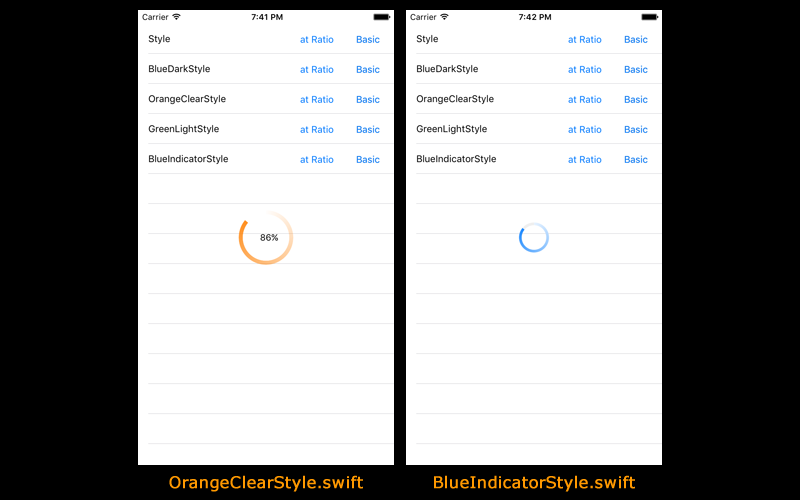 Carrier 7:41 PM
Style at Ratio Basic
BlueDarkStyle at Ratio Basic
OrangeClearStyle at Ratio Basic
GreenLightStyle at Ratio Basic
BlueIndicatorStyle at Ratio Basic
86%
OrangeClearStyle.swift
Carrier 7:42 PM
Style at Ratio Basic
BlueDarkStyle at Ratio Basic
OrangeClearStyle at Ratio Basic
GreenLightStyle at Ratio Basic
BlueIndicatorStyle at Ratio Basic
BlueIndicatorStyle.swift